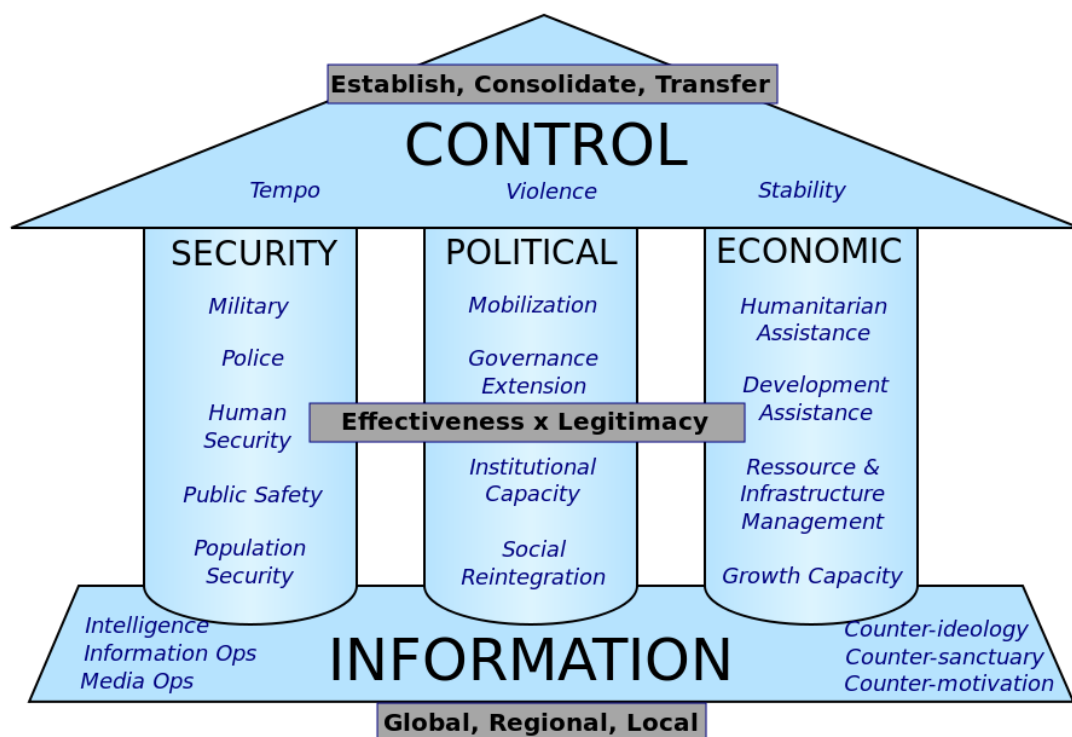 Establish, Consolidate, Transfer
CONTROL
Tempo
Violence
Stability
SECURITY
Military
Police
Human
Security
Public Safety
Population
Security
POLITICAL
Mobilization
Governance
Extension
Effectiveness x Legitimacy
Institutional
Capacity
Social
Reintegration
ECONOMIC
Humanitarian
Assistance
Development
Assistance
Ressource &
Infrastructure
Management
Growth Capacity
Intelligence
Information Ops
Media Ops
INFORMATION
Counter-ideology
Counter-sanctuary
Counter-motivation
Global, Regional, Local